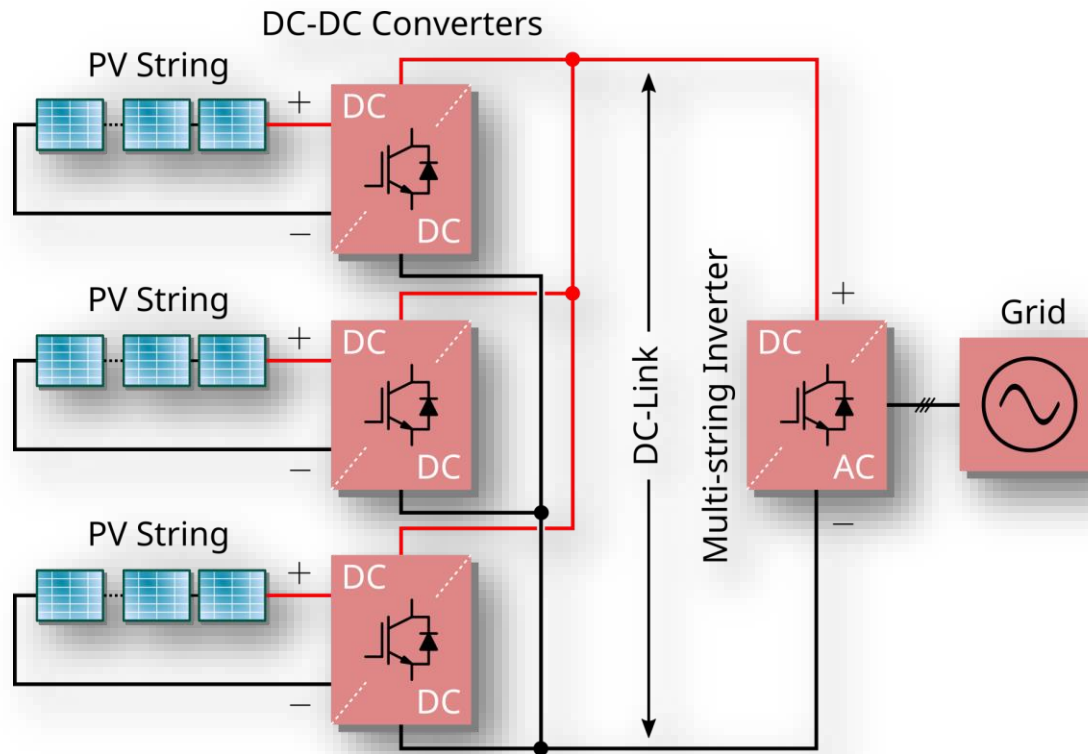 DC-DC Converters
PV String
+
DC
DC
−
PV String
+
DC
DC
−
PV String
+
DC
DC
−
DC-Link
Multi-string Inverter
+
DC
AC
−
Grid